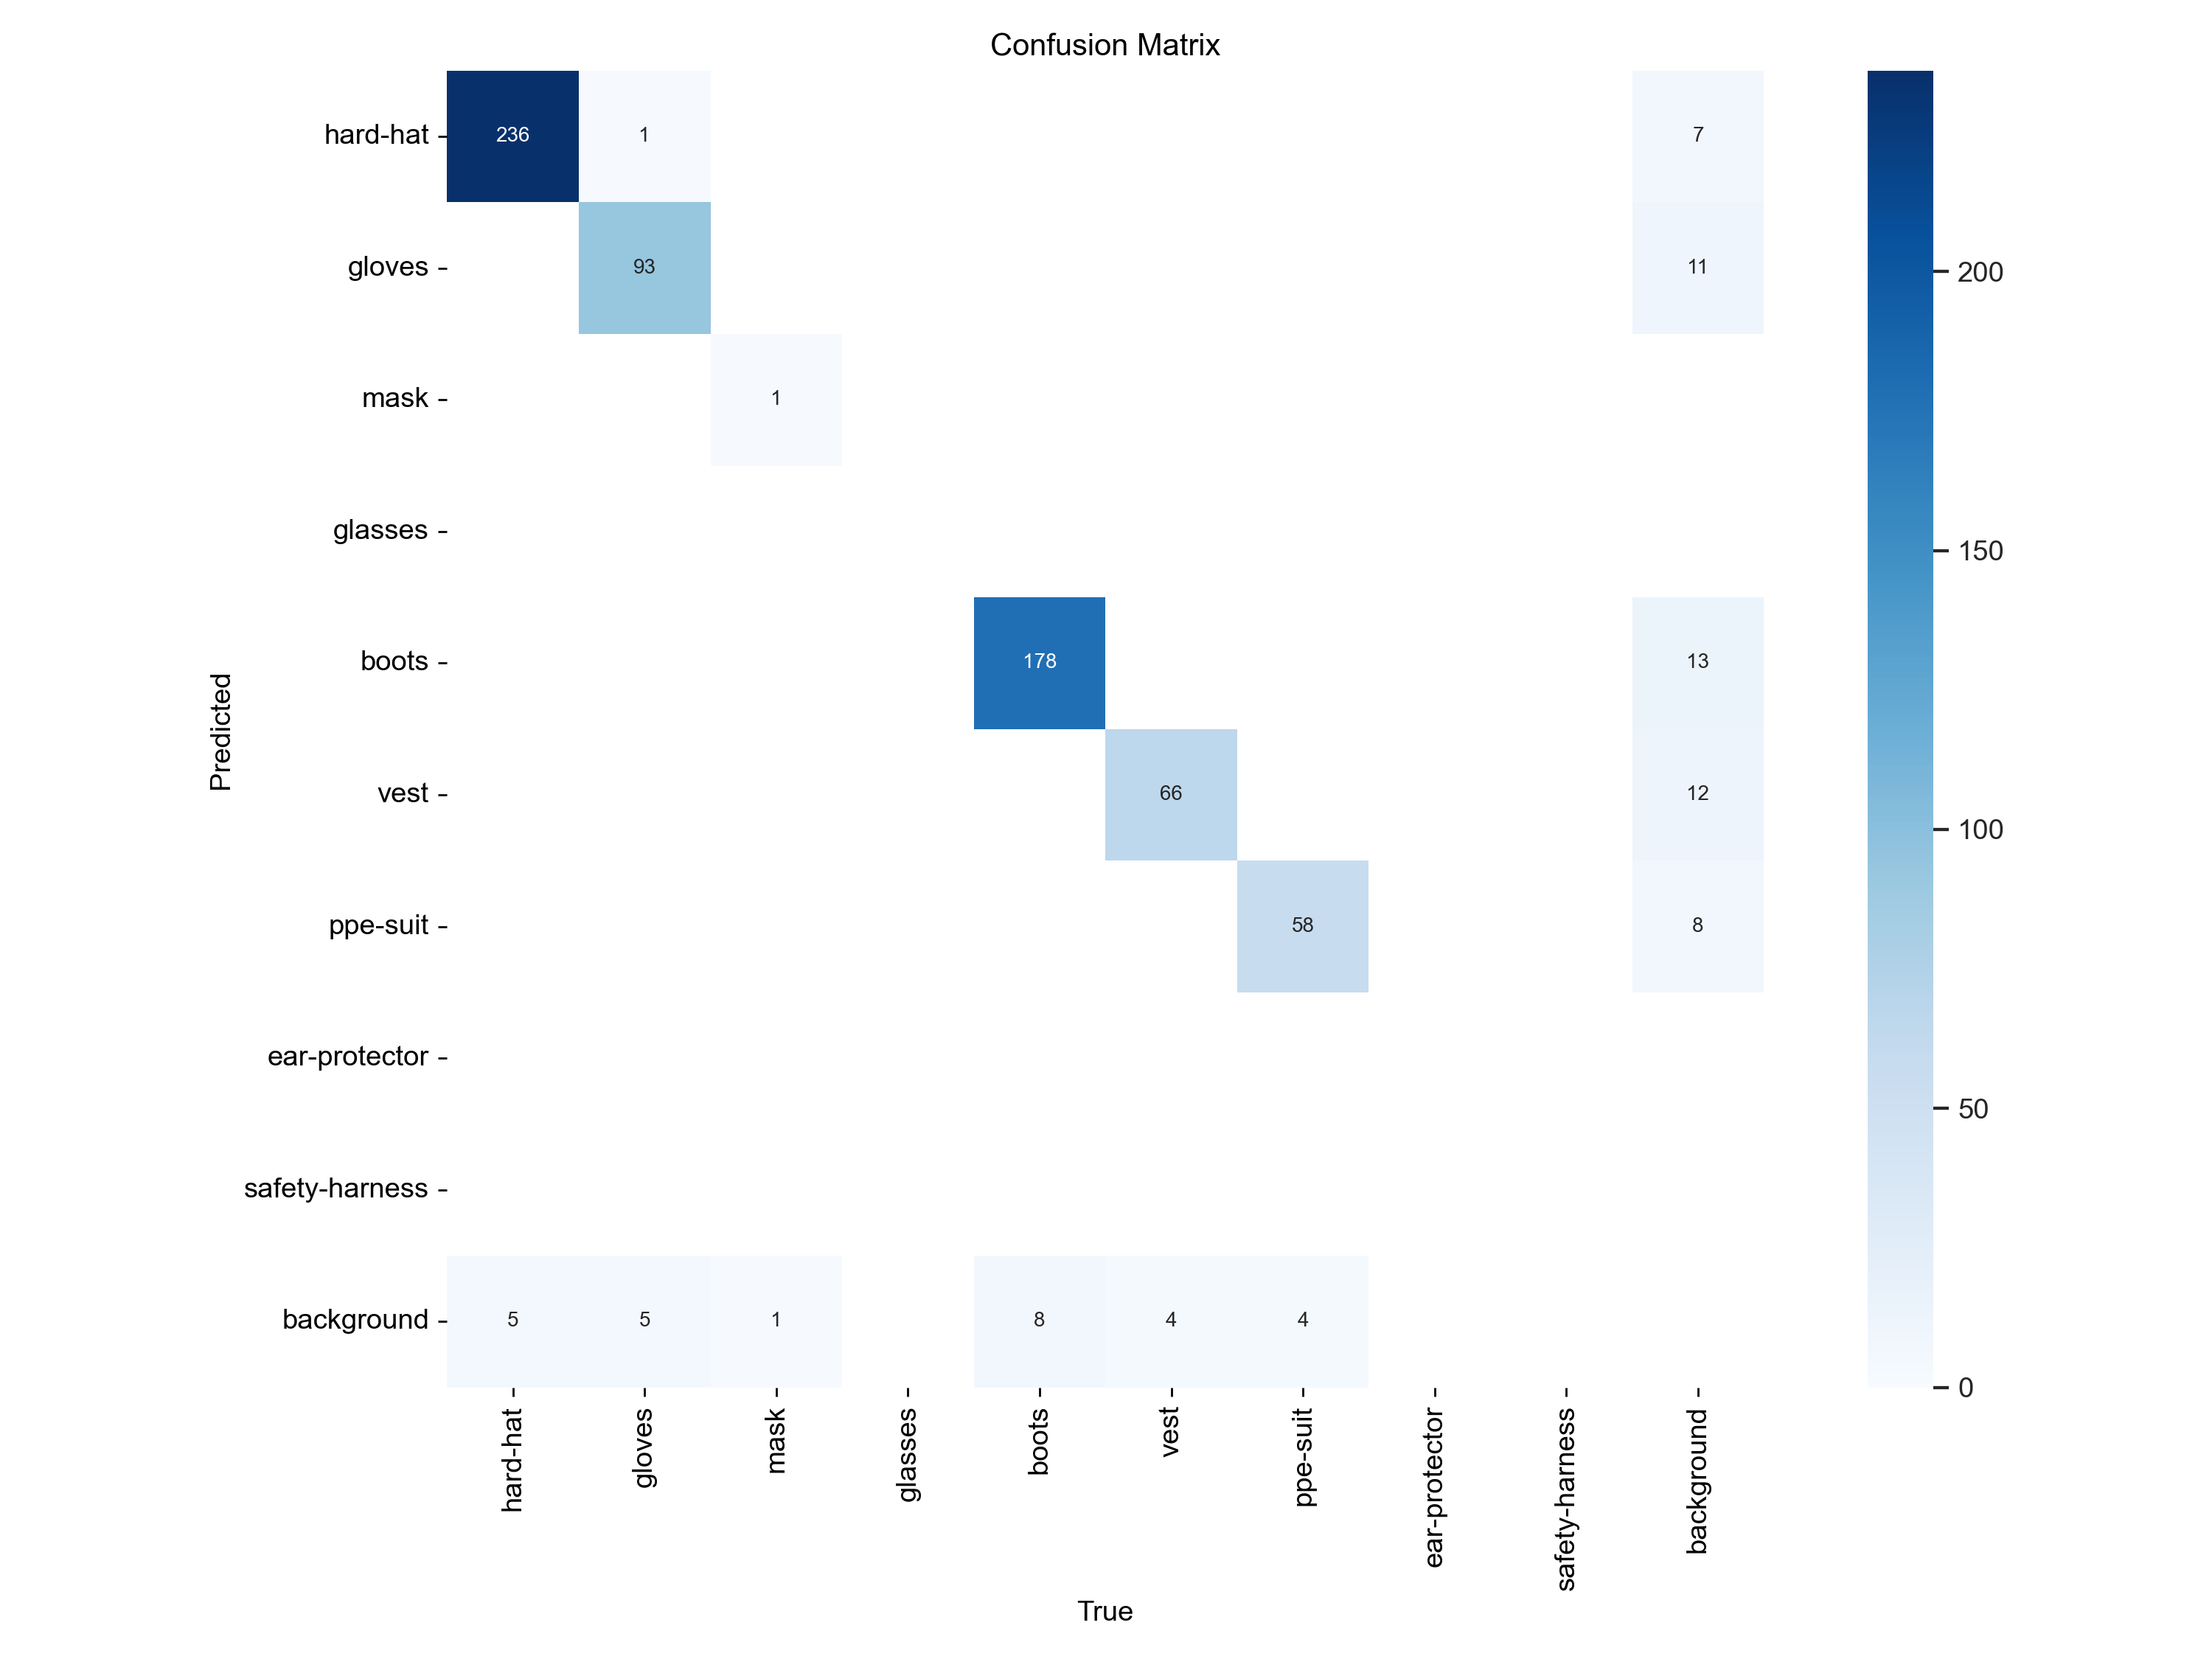 Confusion Matrix
hard-hat 236 1 7
gloves 93 11
200
mask 1
glasses
150
boots 178 13
Predicted
vest 66 12
100
ppe-suit 58 8
ear-protector
50
safety-harness
background 5 5 1 8 4 4
0
hard-hat gloves mask glasses boots vest ppe-suit ear-protector safety-harness background
True